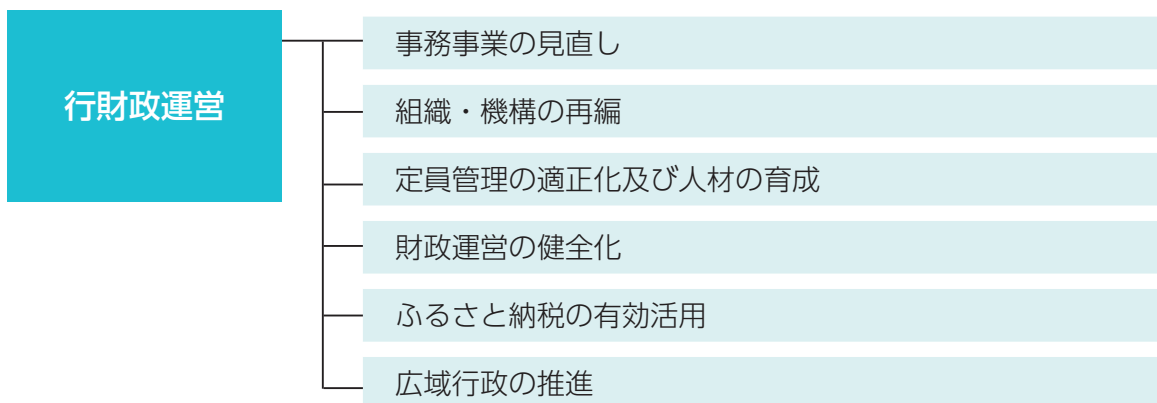 行財政運営
事務事業の見直し
組織・機構の再編
定員管理の適正化及び人材の育成
財政運営の健全化
ふるさと納税の有効活用
広域行政の推進